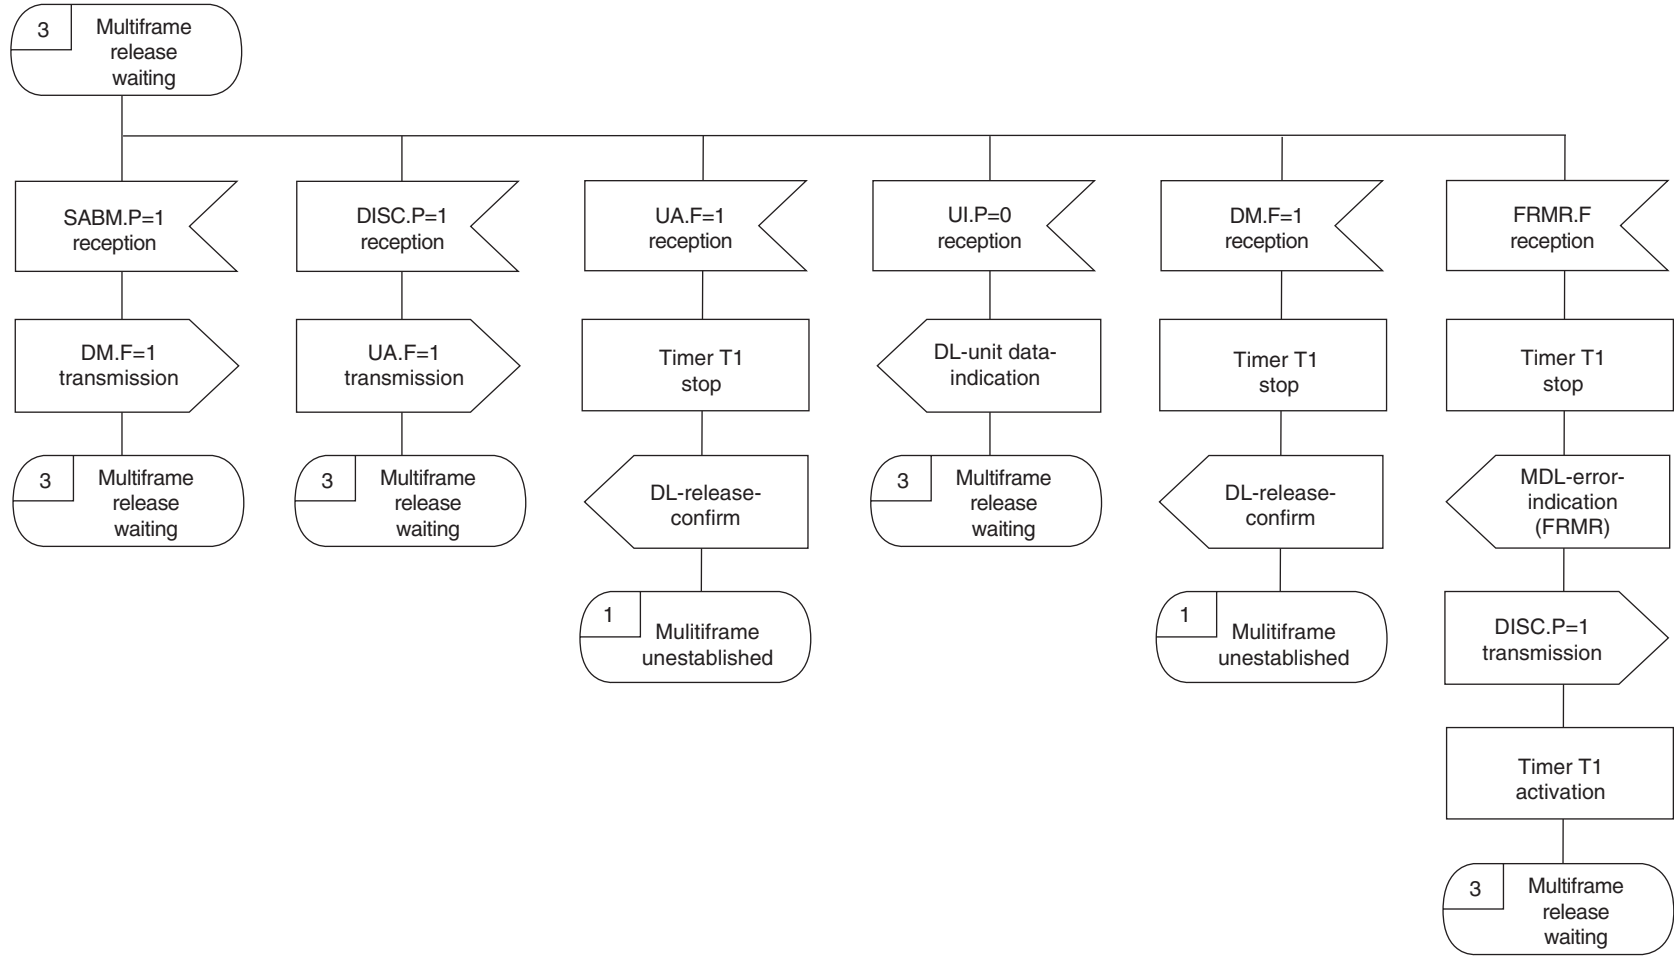 3
Multiframe
release
waiting
SABM.P=1
reception
DISC.P=1
reception
UA.F=1
reception
UI.P=0
reception
DM.F=1
reception
FRMR.F
reception
DM.F=1
transmission
UA.F=1
transmission
Timer T1
stop
DL-unit data-
indication
Timer T1
stop
Timer T1
stop
3
Multiframe
release
waiting
3
Multiframe
release
waiting
DL-release-
confirm
3
Multiframe
release
waiting
DL-release-
confirm
MDL-error-
indication
(FRMR)
1
Mulitiframe
unestablished
1
Mulitiframe
unestablished
DISC.P=1
transmission
Timer T1
activation
3
Multiframe
release
waiting